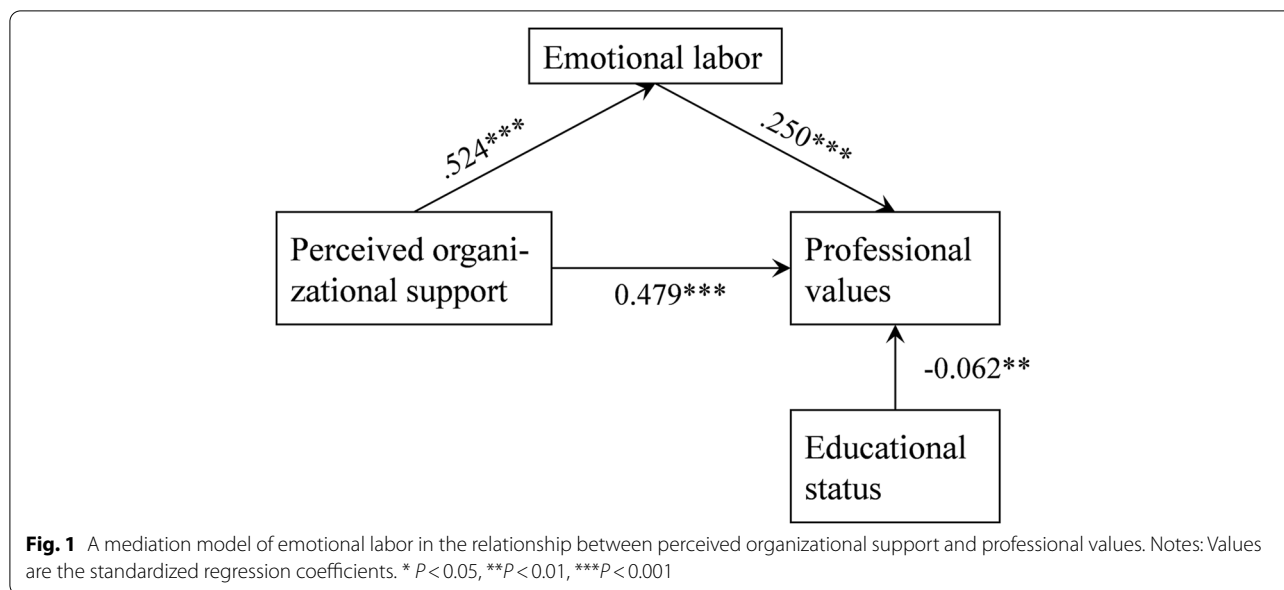 Emotional labor
.524***
.250***
Perceived organi-
zational support
0.479***
Professional
values
-0.062**
Educational
status
Fig. 1 A mediation model of emotional labor in the relationship between perceived organizational support and professional values. Notes: Values
are the standardized regression coefficients. * P < 0.05, **P < 0.01, ***P < 0.001